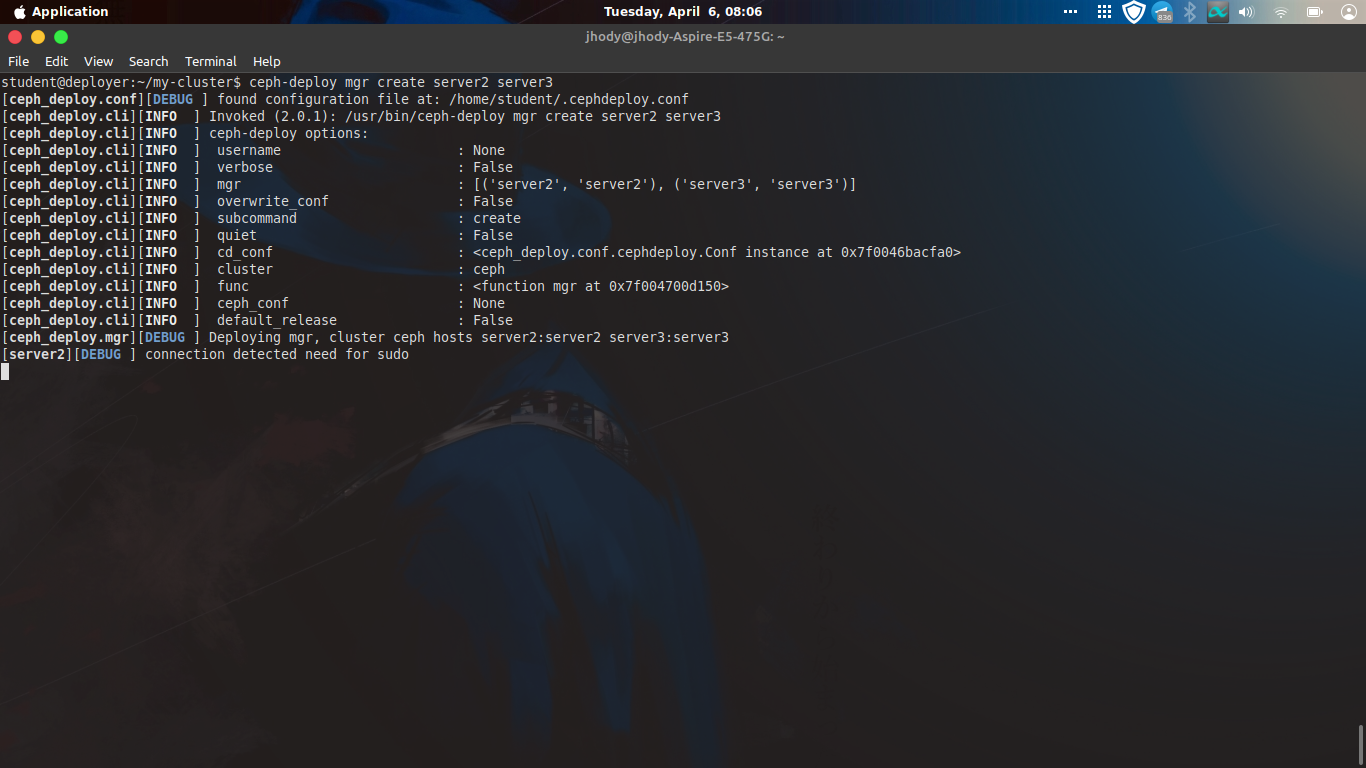 Application
Tuesday, April 6, 08:06
836
jhody@jhody-Aspire-E5-475G: ~
File Edit View Search Terminal Help
student@deployer:~/my-cluster$ ceph-deploy mgr create server2 server3
[ceph_deploy.conf][DEBUG ] found configuration file at: /home/student/.cephdeploy.conf
[ceph_deploy.cli][INFO  ] Invoked (2.0.1): /usr/bin/ceph-deploy mgr create server2 server3
[ceph_deploy.cli][INFO  ] ceph-deploy options:
[ceph_deploy.cli][INFO  ]  username                      : None
[ceph_deploy.cli][INFO  ]  verbose                       : False
[ceph_deploy.cli][INFO  ]  mgr                           : [('server2', 'server2'), ('server3', 'server3')]
[ceph_deploy.cli][INFO  ]  overwrite_conf                : False
[ceph_deploy.cli][INFO  ]  subcommand                    : create
[ceph_deploy.cli][INFO  ]  quiet                         : False
[ceph_deploy.cli][INFO  ]  cd_conf                       : <ceph_deploy.conf.cephdeploy.Conf instance at 0x7f0046bacfa0>
[ceph_deploy.cli][INFO  ]  cluster                       : ceph
[ceph_deploy.cli][INFO  ]  func                          : <function mgr at 0x7f004700d150>
[ceph_deploy.cli][INFO  ]  ceph_conf                     : None
[ceph_deploy.cli][INFO  ]  default_release               : False
[ceph_deploy.mgr][DEBUG ] Deploying mgr, cluster ceph hosts server2:server2 server3:server3
[server2][DEBUG ] connection detected need for sudo